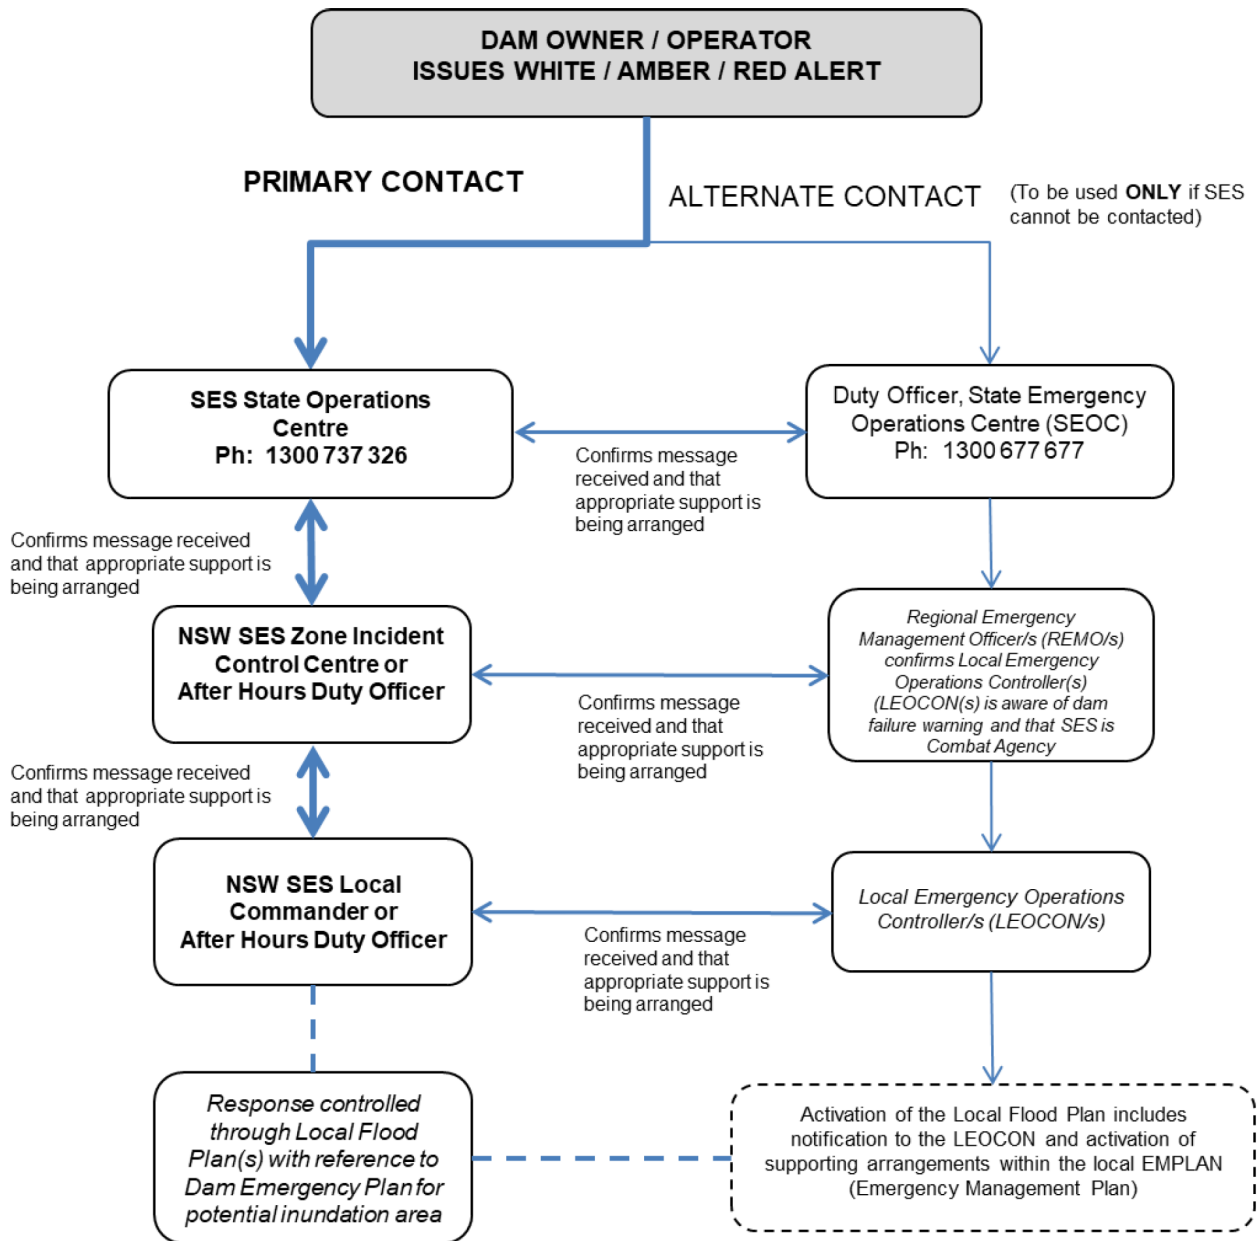 DAM OWNER / OPERATOR
ISSUES WHITE / AMBER / RED ALERT
PRIMARY CONTACT
ALTERNATE CONTACT
(To be used ONLY if SES
cannot be contacted)
SES State Operations
Centre
Ph: 1300 737 326
Duty Officer, State Emergency
Operations Centre (SEOC)
Ph: 1300 677 677
Confirms message
received and that
appropriate support is
being arranged
Confirms message received
and that appropriate support is
being arranged
NSW SES Zone Incident
Control Centre or
After Hours Duty Officer
Regional Emergency
Management Officer/s (REMO/s)
confirms Local Emergency
Operations Controller(s)
(LEOCON(s) is aware of dam
failure warning and that SES is
Combat Agency
Confirms message
received and that
appropriate support is
being arranged
Confirms message received
and that appropriate support is
being arranged
NSW SES Local
Commander or
After Hours Duty Officer
Local Emergency Operations
Controller/s (LEOCON/s)
Confirms message
received and that
appropriate support is
being arranged
Response controlled
through Local Flood
Plan(s) with reference to
Dam Emergency Plan for
potential inundation area
Activation of the Local Flood Plan includes
notification to the LEOCON and activation of
supporting arrangements within the local EMPLAN
(Emergency Management Plan)